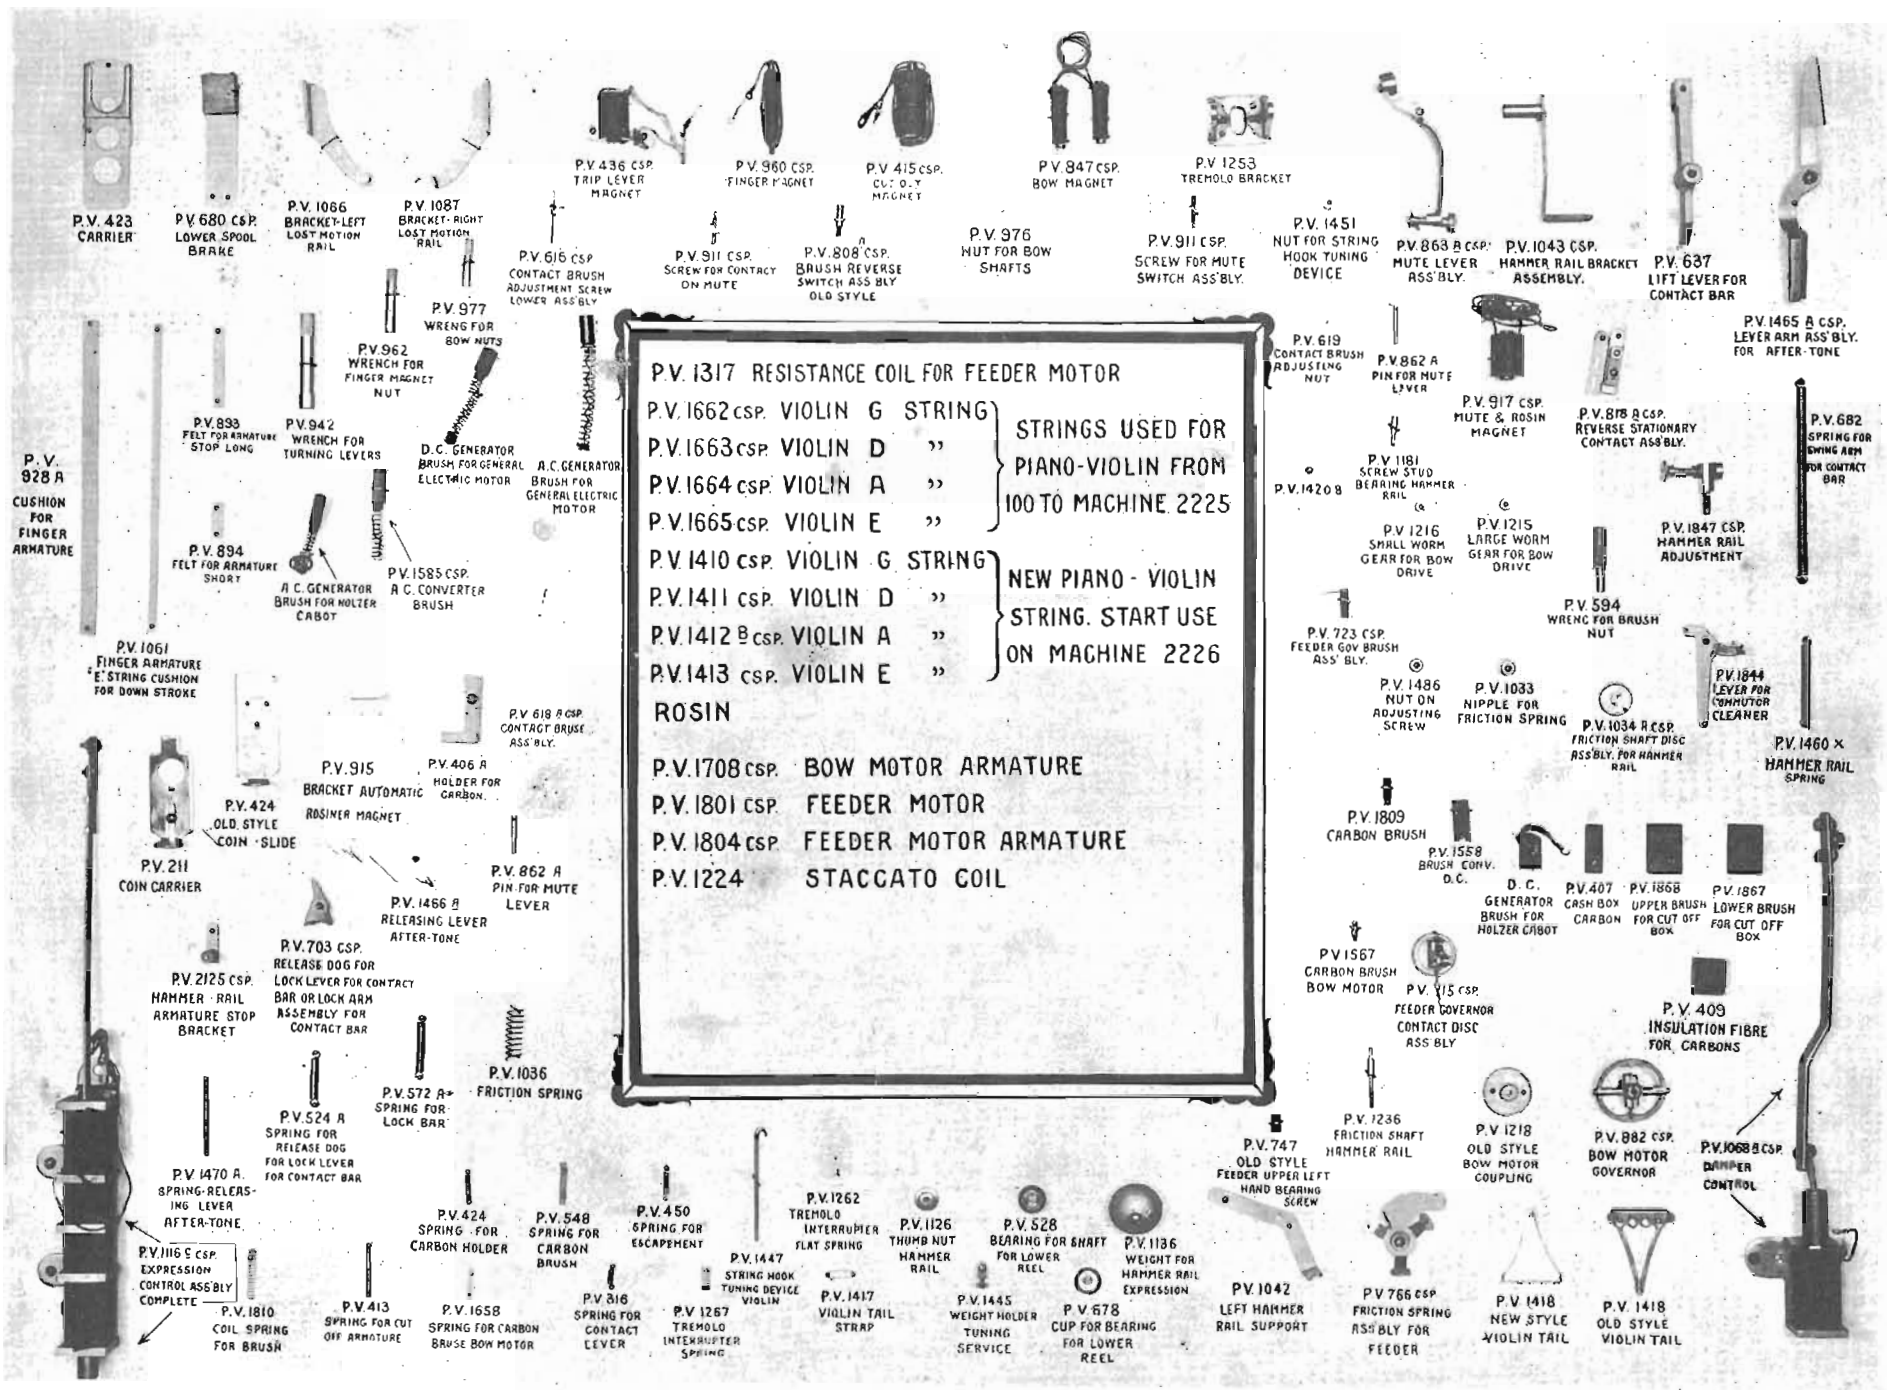 P.V. 423
CARRIER
P.V. 680 CSP.
LOWER SPOOL
BRAKE
P.V. 1086
BRACKET-LEFT
LOST MOTION
RAIL
P.V. 1087
BRACKET-RIGHT
LOST MOTION
RAIL
P.V. 436 CSP.
TRIP LEVER
MAGNET
P.V. 960 CSP.
FINGER MAGNET
P.V. 415 CSP.
MAGNET
P.V. 847 CSP.
BOW MAGNET
P.V 1253
TREMOLO BRACKET
P.V. 616 CSP.
CONTACT BRUSH
ADJUSTMENT SCREW
LOWER ASS'BLY
P.V. 911 CSP.
SCREW FOR CONTACT
ON MUTE
P.V. 808 CSP.
BRUSH REVERSE
SWITCH ASS BLY
OLD STYLE
P.V. 976
NUT FOR BOW
SHAFTS
P.V. 911 CSP.
SCREW FOR MUTE
SWITCH ASS'BLY.
P.V. 1451
NUT FOR STRING
HOOK TUNING
DEVICE
P.V. 863 A CSP.
MUTE LEVER
ASS'BLY.
P.V. 1043 CSP.
HAMMER RAIL BRACKET
ASSEMBLY.
P.V. 637
LIFT LEVER FOR
CONTACT BAR
P.V. 1465 A CSP.
LEVER ARM ASS'BLY.
FOR AFTER-TONE
P.V. 977
WRENG FOR
BOW NUTS
P.V. 962
WRENCH FOR
FINGER MAGNET
NUT
P.V. 893
FELT FOR ARMATURE
STOP LONG
P.V. 942
WRENCH FOR
TURNING LEVERS
D.C. GENERATOR
BRUSH FOR GENERAL
ELECTRIC MOTOR
A.C. GENERATOR
BRUSH FOR
GENERAL ELECTRIC
MOTOR
P.V.
928 A
CUSHION
FOR
FINGER
ARMATURE
P.V. 894
FELT FOR ARMATURE
SHORT
A.C. GENERATOR
BRUSH FOR HOLZER
CABOT
P.V. 1585 CSP.
A C. CONVERTER
BRUSH
P.V. 1061
FINGER ARMATURE
"E" STRING CUSHION
FOR DOWN STROKE
P.V. 1317 RESISTANCE COIL FOR FEEDER MOTOR
P.V. 1662 CSP. VIOLIN G STRING
P.V. 1663 CSP. VIOLIN D "
P.V. 1664 CSP. VIOLIN A "
P.V. 1665 CSP. VIOLIN E "
STRINGS USED FOR
PIANO-VIOLIN FROM
100 TO MACHINE 2225
P.V. 1410 CSP. VIOLIN G STRING
P.V. 1411 CSP. VIOLIN D "
P.V. 1412 B CSP. VIOLIN A "
P.V. 1413 CSP. VIOLIN E "
NEW PIANO - VIOLIN
STRING. START USE
ON MACHINE 2226
ROSIN
P.V. 1708 CSP. BOW MOTOR ARMATURE
P.V. 1801 CSP. FEEDER MOTOR
P.V. 1804 CSP FEEDER MOTOR ARMATURE
P.V. 1224 STACCATO COIL
P.V. 619
CONTACT BRUSH
ADJUSTING
NUT
P.V. 862 A
PIN FOR MUTE
LEVER
P.V. 917 CSP.
MUTE & ROSIN
MAGNET
P.V. 818 A CSP.
REVERSE STATIONARY
CONTACT ASS'BLY.
P.V. 682
SPRING FOR
SWING ARM
FOR CONTACT
BAR
P.V. 1420 B
P.V. 1181
SCREW STUD
BEARING HAMMER
RAIL
P.V. 1216
SMALL WORM
GEAR FOR BOW
DRIVE
P.V. 1215
LARGE WORM
GEAR FOR BOW
DRIVE
P.V. 1847 CSP.
HAMMER RAIL
ADJUSTMENT
P.V. 594
WRENG FOR BRUSH
NUT
P.V. 723 CSP.
FEEDER GOV BRUSH
ASS' BLY.
P.V. 1486
NUT ON
ADJUSTING
SCREW
P.V. 1033
NIPPLE FOR
FRICTION SPRING
P.V. 1034 A CSP.
FRICTION SHAFT DISC
ASS'BLY. FOR HAMMER
RAIL
P.V. 1844
LEVER FOR
COMMUTOR
CLEANER
P.V. 1460 X
HAMMER RAIL
SPRING
P.V. 424
OLD STYLE
COIN SLIDE
P.V. 211
COIN CARRIER
P.V. 915
BRACKET AUTOMATIC
ROSINER MAGNET
P.V. 406 A
HOLDER FOR
CARBON.
P.V 618 A CSP
CONTACT BRUSE
ASS'BLY.
P.V. 862 A
PIN FOR MUTE
LEVER
P.V. 1466 A
RELEASING LEVER
AFTER-TONE
P.V. 703 CSP.
RELEASE DOG FOR
LOCK LEVER FOR CONTACT
BAR OR LOCK ARM
ASSEMBLY FOR
CONTACT BAR
P.V. 2125 CSP.
HAMMER - RAIL
ARMATURE STOP
BRACKET
P.V. 1809
CARBON BRUSH
P.V. 1558
BRUSH CONV.
D.C.
D.C.
GENERATOR
BRUSH FOR
HOLZER CABOT
P.V. 407
CASH BOX
CARBON
P.V. 1868
UPPER BRUSH
FOR CUT OFF
BOX
P.V. 1867
LOWER BRUSH
FOR CUT OFF
BOX
P.V 1567
CARBON BRUSH
BOW MOTOR
FEEDER GOVERNOR
CONTACT DISC
ASS'BLY
P.V. 409
INSULATION FIBRE
FOR CARBONS
P.V. 1036
FRICTION SPRING
P.V. 572 A
SPRING FOR
LOCK BAR
P.V. 524 A
SPRING FOR
RELEASE DOG
FOR LOCK LEVER
FOR CONTACT BAR
P.V. 1470 A.
SPRING-RELEAS-
ING LEVER
AFTER-TONE
P.V. 747
OLD STYLE
FEEDER UPPER LEFT
HAND BEARING
SCREW
P.V. 1236
FRICTION SHAFT
HAMMER RAIL
P.V 1218
OLD STYLE
BOW MOTOR
COUPLING
P.V. 882 CSP.
BOW MOTOR
GOVERNOR
P.V. 1068 A CSP.
DAMPER
CONTROL
P.V. 1116 C CSP.
EXPRESSION
CONTROL ASS'BLY
COMPLETE
P.V. 424
SPRING FOR
CARBON HOLDER
P.V. 548
SPRING FOR
CARBON
BRUSH
P.V. 450
SPRING FOR
ESCAPEMENT
P.V. 1447
STRING HOOK
TUNING DEVICE
VIOLIN
P.V. 1262
TREMOLO
INTERRUPTER
FLAT SPRING
P.V. 1126
THUMB NUT
HAMMER
RAIL
P.V. 528
BEARING FOR SHAFT
FOR LOWER
REEL
P.V. 1136
WEIGHT FOR
HAMMER RAIL
EXPRESSION
P.V. 1810
COIL SPRING
FOR BRUSH
P.V. 413
SPRING FOR CUT
OFF ARMATURE
P.V. 1658
SPRING FOR CARBON
BRUSE BOW MOTOR
P.V. 316
SPRING FOR
CONTACT
LEVER
P.V 1267
TREMOLO
INTERRUPTER
SPRING
P.V. 1417
VIOLIN TAIL
STRAP
P.V. 1445
WEIGHT HOLDER
TUNING
SERVICE
P.V. 678
CUP FOR BEARING
FOR LOWER
REEL
P.V. 1042
LEFT HAMMER
RAIL SUPPORT
P.V 766 CSP
FRICTION SPRING
ASS'BLY FOR
FEEDER
P.V. 1418
NEW STYLE
VIOLIN TAIL
P.V. 1418
OLD STYLE
VIOLIN TAIL